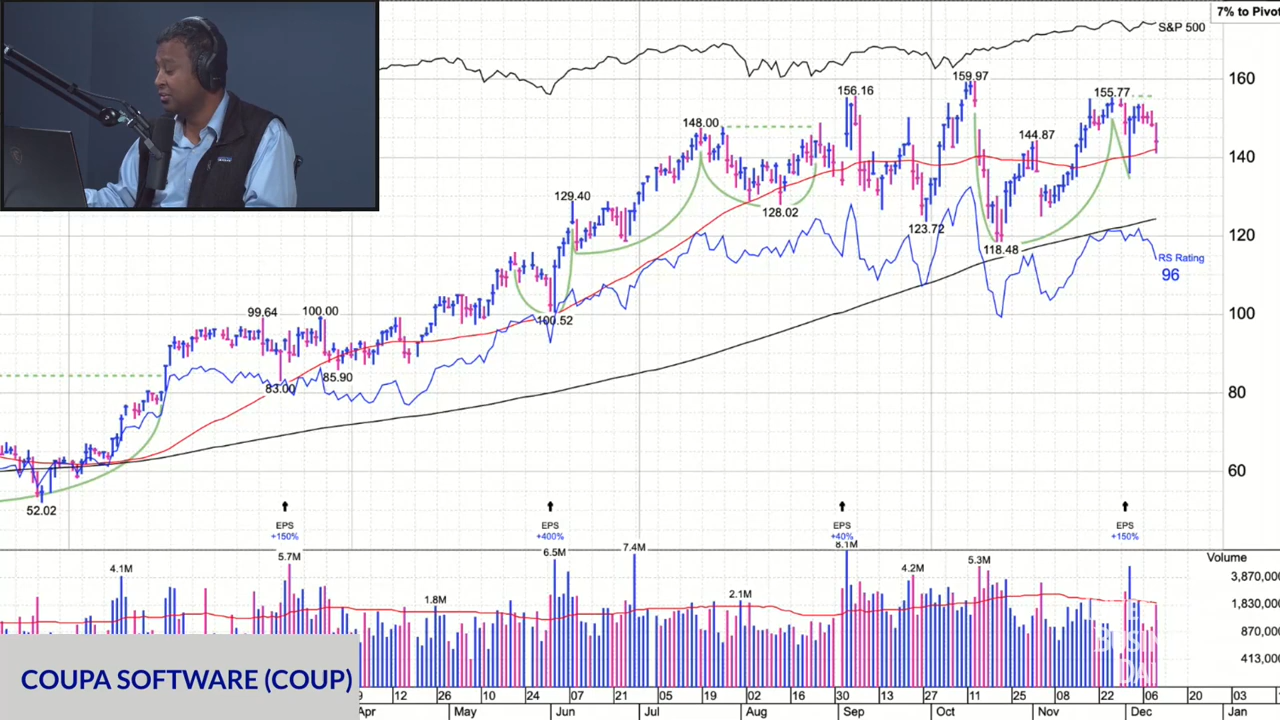 7% to Pivot
S&P 500
159.97
160
156.16
155.77
148.00
144.87
140
129.40
128.02
123.72
120
118.48
RS Rating
96
99.64
100.00
100.52
100
83.00
85.90
80
60
52.02
2021
EPS
+150%
EPS
+400%
EPS
+40%
EPS
+150%
Volume
4.1M
5.7M
6.5M
7.4M
8.1M
4.2M
5.3M
1.8M
2.1M
3,870,000
1,830,000
870,000
413,000
COUPA SOFTWARE (COUP)
9 12 26 10 24 07 21 05 19 02 16 30 13 27 11 25 08 22 06 20 03
Apr May Jun Jul Aug Sep Oct Nov Dec Jan